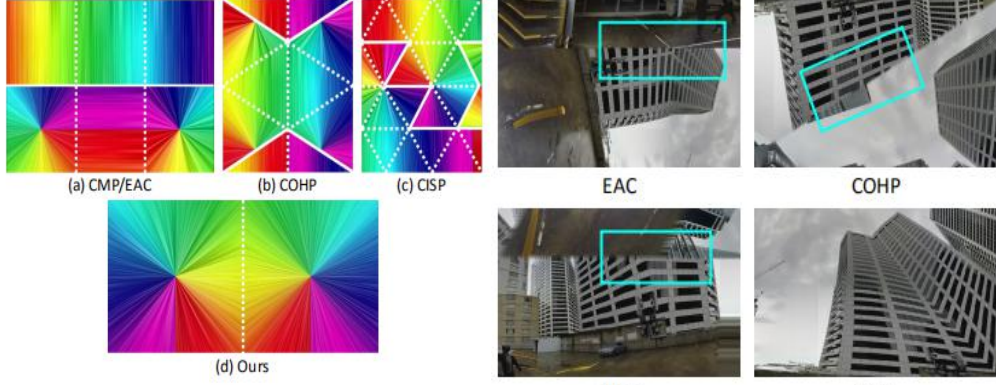 (a) CMP/EAC
(b) COHP
(c) CISP
EAC
COHP
(d) Ours